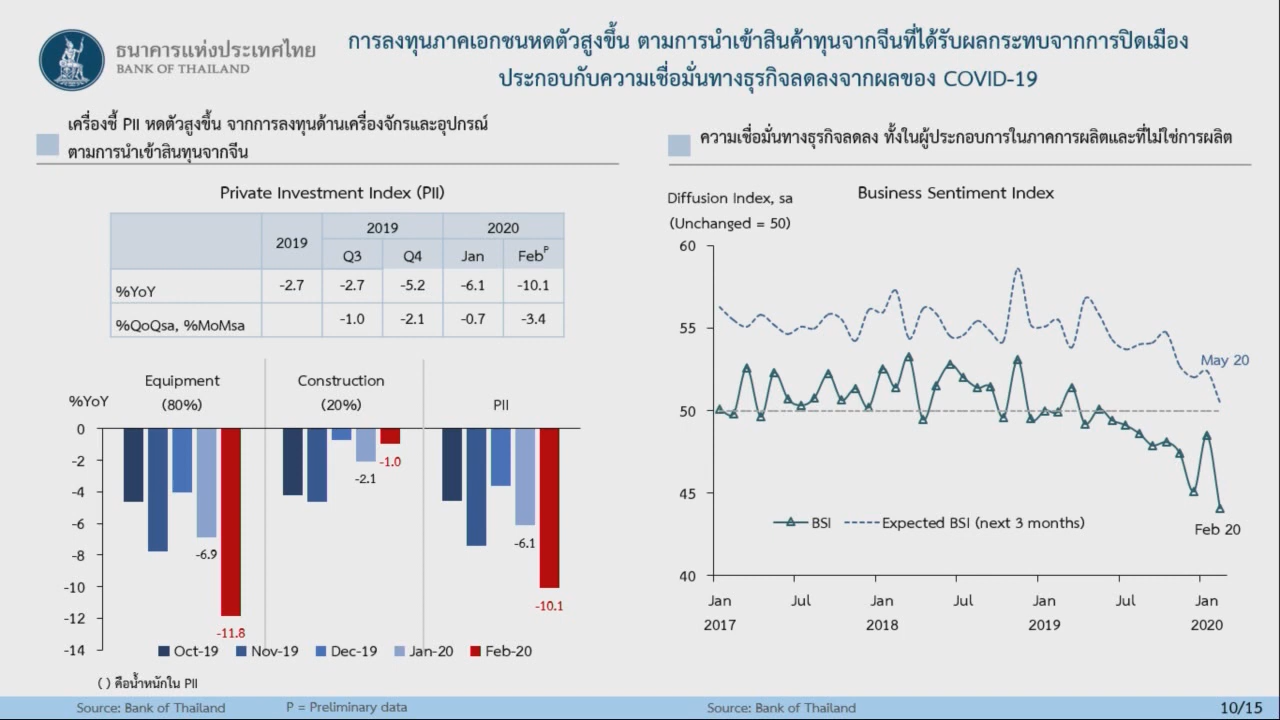 ธนาคารแห่งประเทศไทย
BANK OF THAILAND
การลงทุนภาคเอกชนหดตัวสูงขึ้น ตามการนำเข้าสินค้าทุนจากจีนที่ได้รับผลกระทบจากการปิดเมือง
ประกอบกับความเชื่อมั่นทางธุรกิจลดลงจากผลของ COVID-19
เครื่องชี้ PII หดตัวสูงขึ้น จากการลงทุนด้านเครื่องจักรและอุปกรณ์
ตามการนำเข้าสินทุนจากจีน
Private Investment Index (PII)
2019 2019 2020
Q3 Q4 Jan Feb P
%YoY -2.7 -2.7 -5.2 -6.1 -10.1
%QoQsa, %MoMsa -1.0 -2.1 -0.7 -3.4
%YoY
Equipment
(80%)
Construction
(20%)
PII
0
-2
-4
-6
-8
-10
-12
-14
-6.9
-11.8
-2.1
-1.0
-6.1
-10.1
Oct-19 Nov-19 Dec-19 Jan-20 Feb-20
( ) คือน้ำหนักใน PII
Source: Bank of Thailand P = Preliminary data
ความเชื่อมั่นทางธุรกิจลดลง ทั้งในผู้ประกอบการในภาคการผลิตและที่ไม่ใช่การผลิต
Diffusion Index, sa
(Unchanged = 50)
Business Sentiment Index
60
55
50
45
40
May 20
Feb 20
BSI Expected BSI (next 3 months)
Jan Jul Jan Jul Jan Jul Jan
2017 2018 2019 2020
Source: Bank of Thailand
10/15